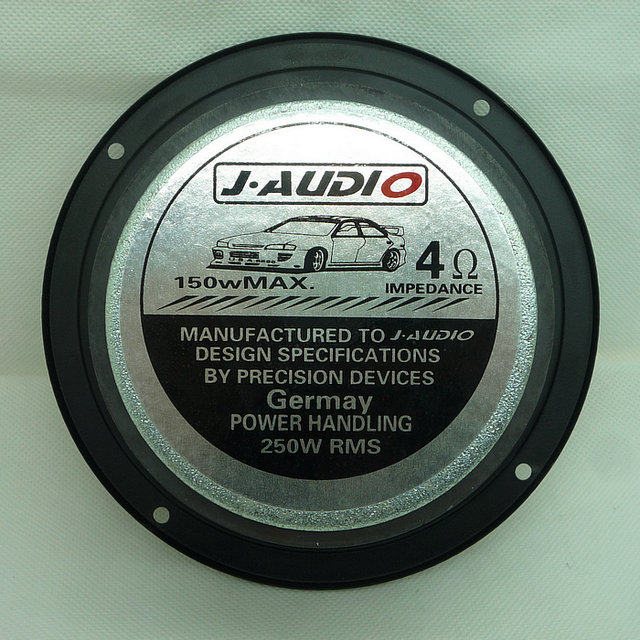 J·AUDIO
4Ω
150WMAX.
IMPEDANCE
MANUFACTURED TO J·AUDIO
DESIGN SPECIFICATIONS
BY PRECISION DEVICES
Germay
POWER HANDLING
250W RMS